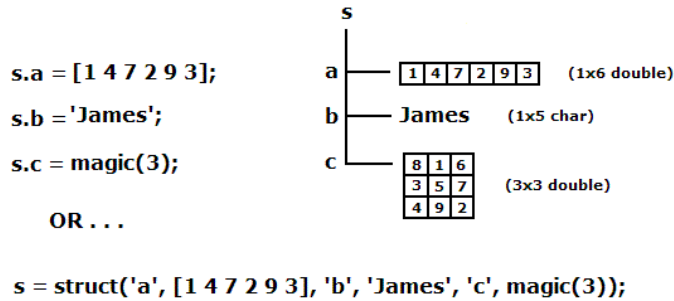 s
s.a = [1 4 7 2 9 3];
a 1 4 7 2 9 3 (1x6 double)
s.b = 'James';
b James (1x5 char)
s.c = magic(3);
c 8 1 6
3 5 7 (3x3 double)
4 9 2
OR . . .
s = struct('a', [1 4 7 2 9 3], 'b', 'James', 'c', magic(3));